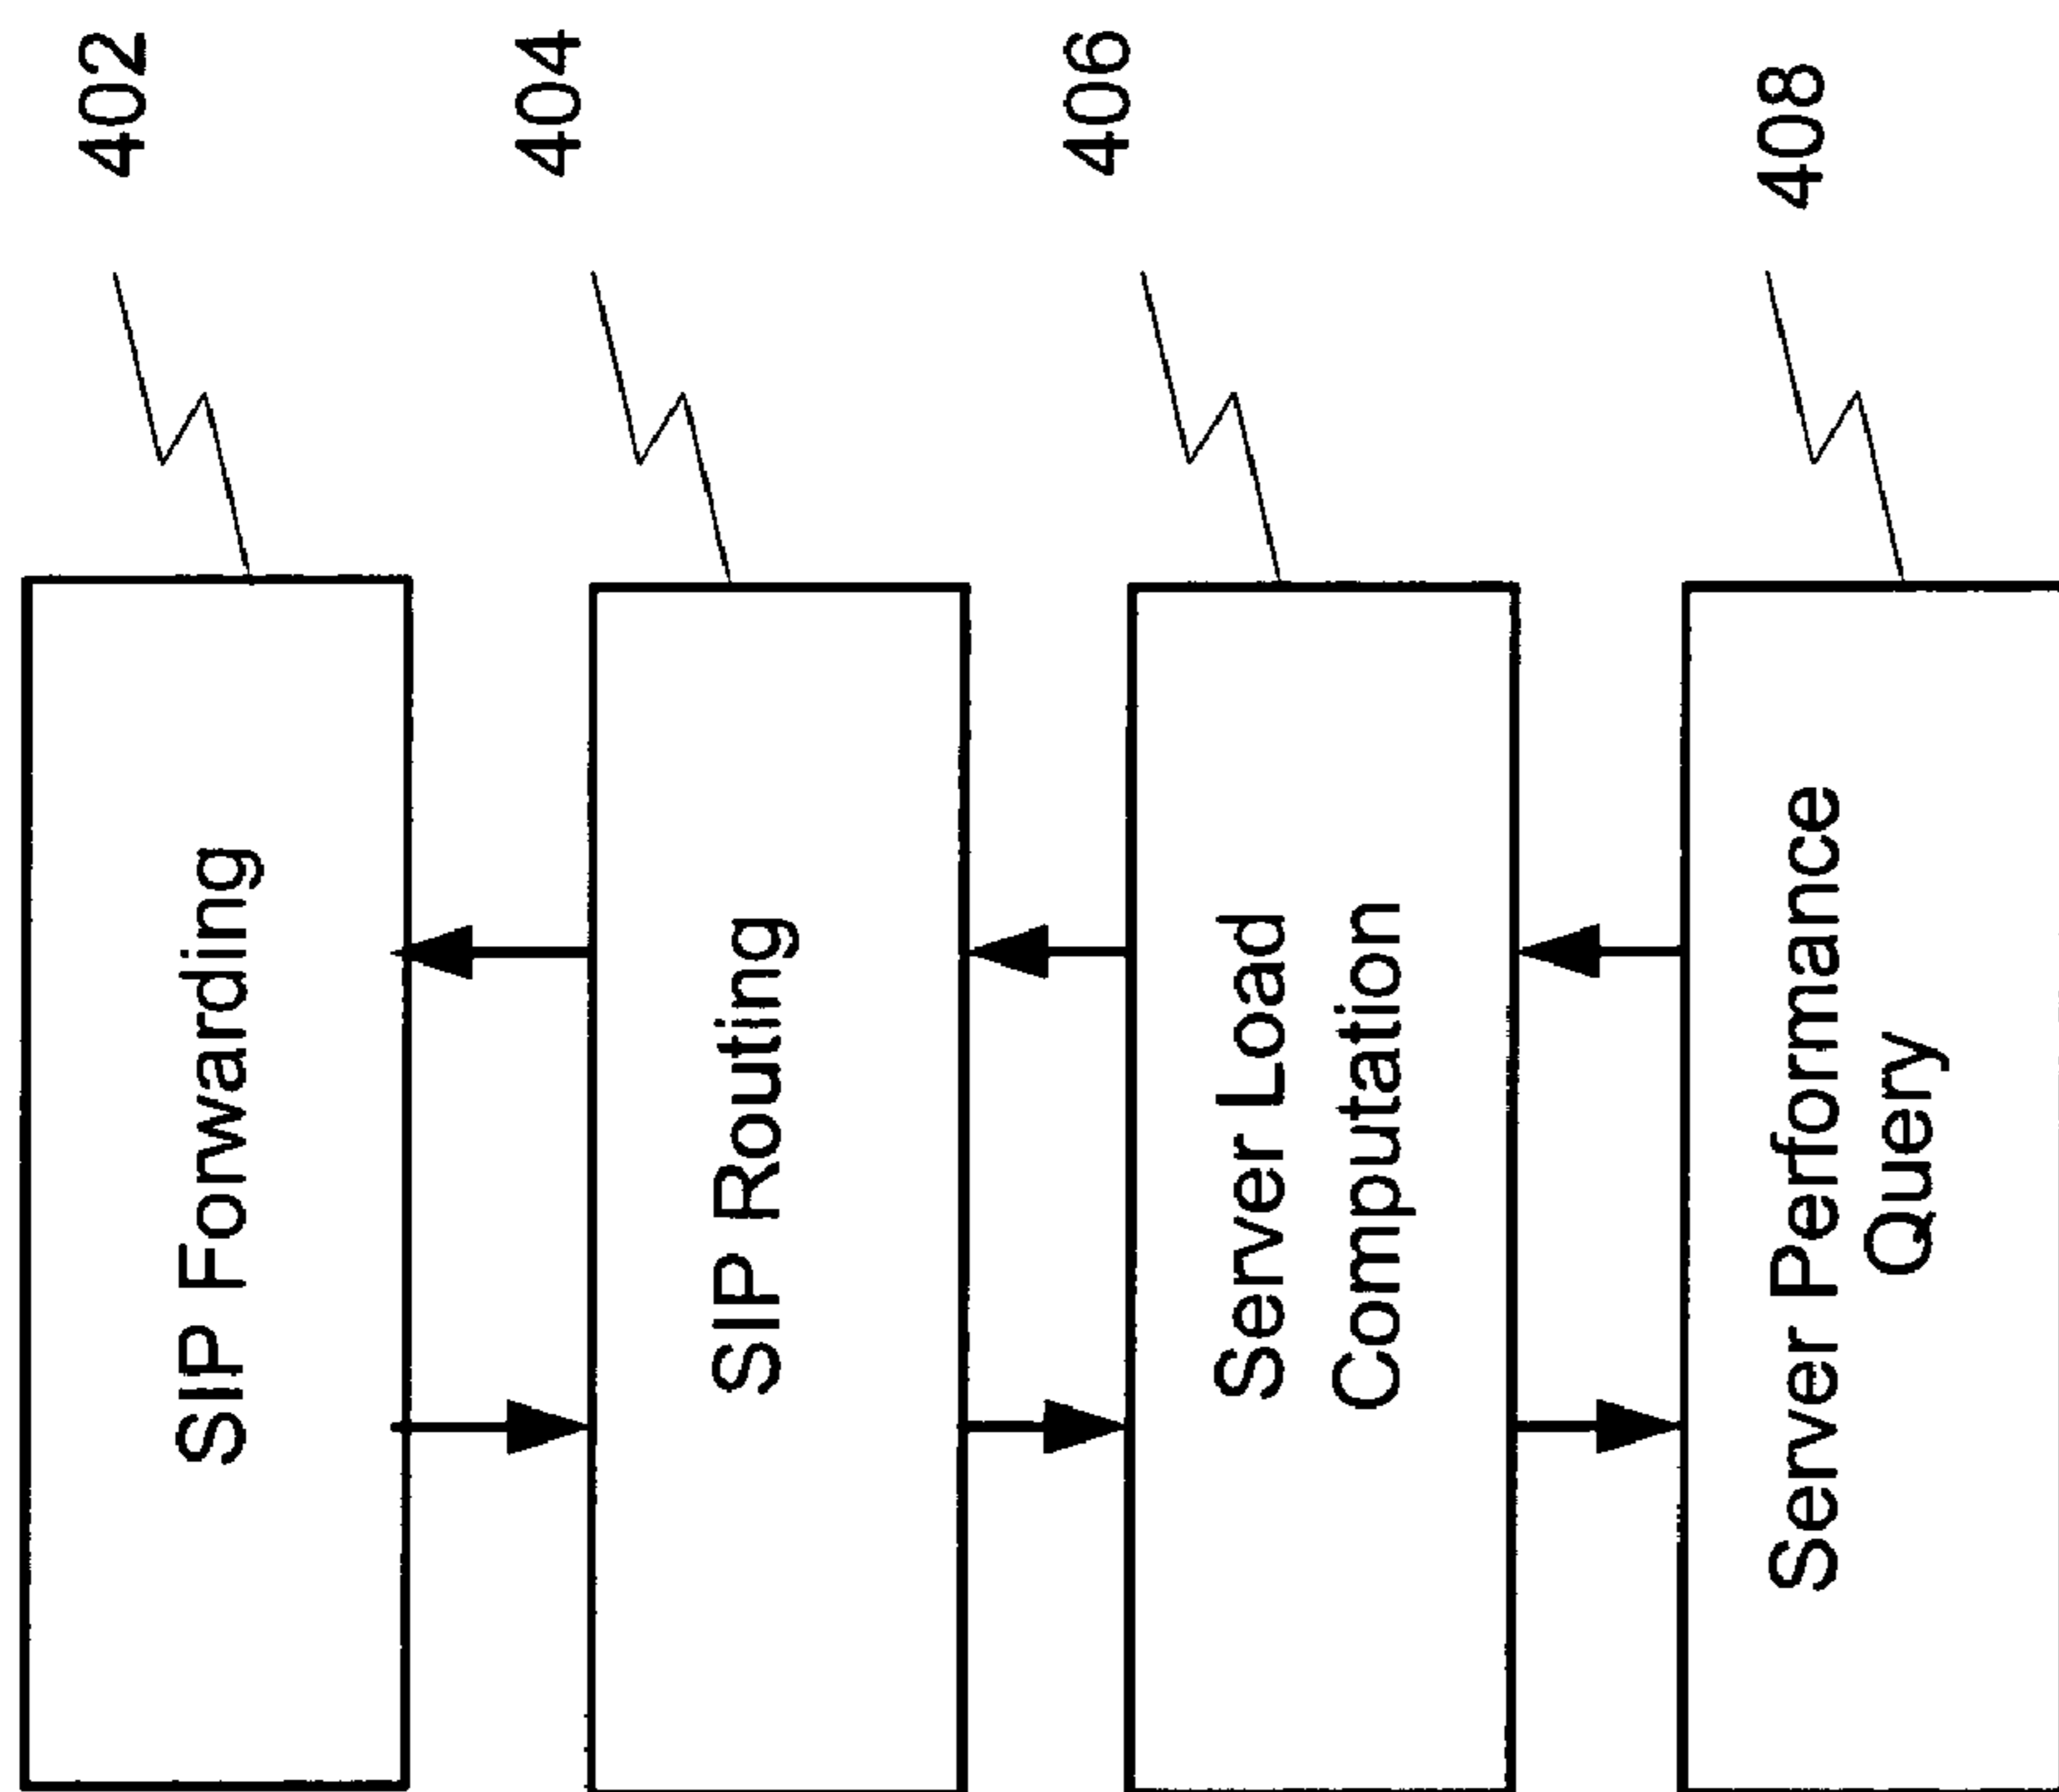 SIP Forwarding
402
SIP Routing
404
Server Load
Computation
406
Server Performance
Query
408